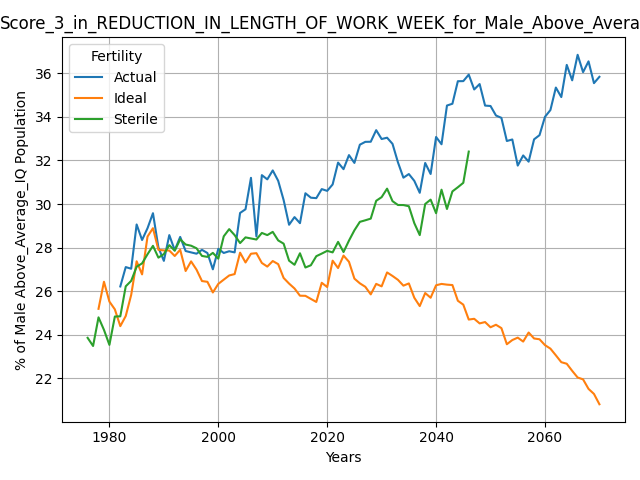 Score_3_in_REDUCTION_IN_LENGTH_OF_WORK_WEEK_for_Male_Above_Avera
Fertility
Actual
Ideal
Sterile
% of Male Above_Average_IQ Population
36
34
32
30
28
26
24
22
1980 2000 2020 2040 2060
Years